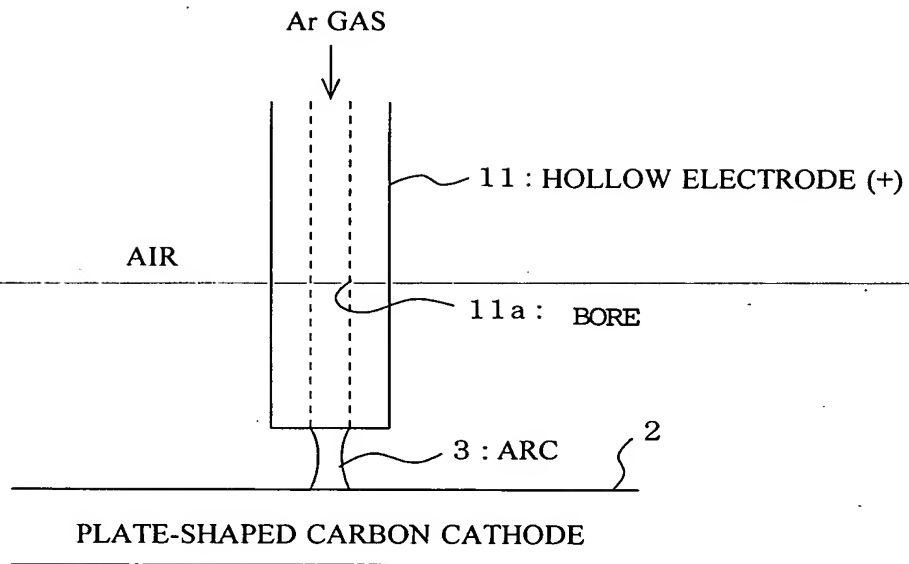 Ar GAS
11 : HOLLOW ELECTRODE (+)
AIR
11a : BORE
2
3 : ARC
PLATE-SHAPED CARBON CATHODE